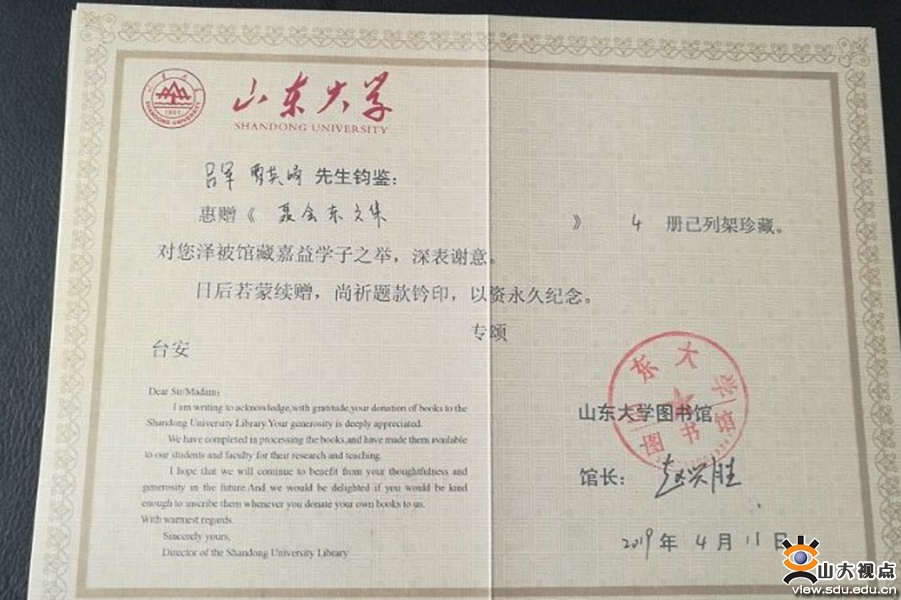 山东大学
SHANDONG UNIVERSITY
吕军 贾英崎 先生钧鉴：
惠赠《 聂会东文集 》 4 册已列架珍藏。
对您泽被馆藏嘉益学子之举，深表谢意。
日后若蒙续赠，尚祈题款钤印，以资永久纪念。
专颂
台安
Dear Sir/Madam:
I am writing to acknowledge,with gratitude,your donation of books to the
Shandong University Library.Your generosity is deeply appreciated.
We have completed in processing the books,and have made them available
to our students and faculty for their research and teaching.
I hope that we will continue to benefit from your thoughtfulness and
generosity in the future.And we would be delighted if you would be kind
enough to inscribe them whenever you donate your own books to us.
With warmest regards.
Sincerely yours,
Director of the Shandong University Library
山东大学图书馆
馆长： 赵兴胜
2019 年 4 月 11 日
山大视点
www.view.sdu.edu.cn